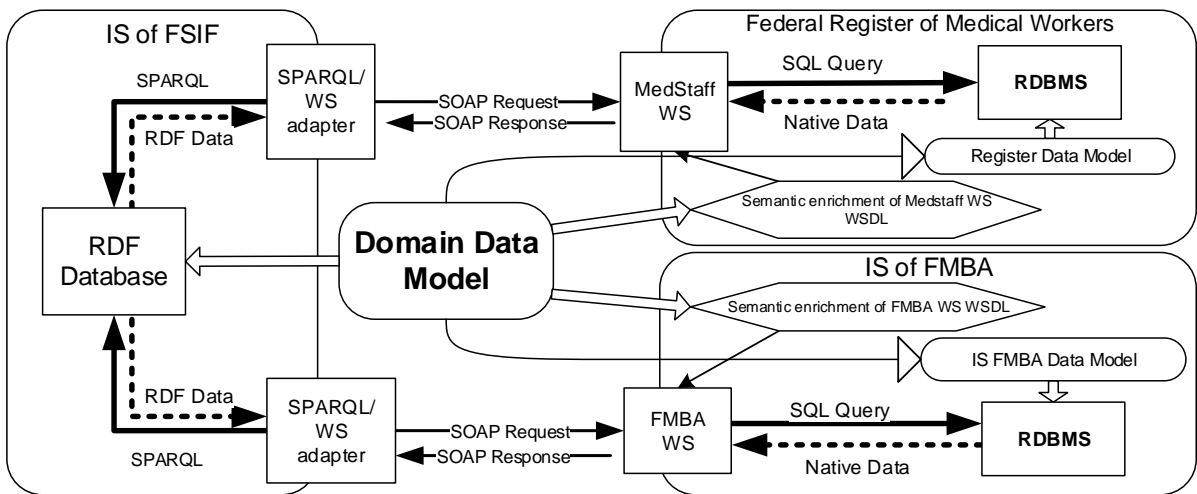 IS of FSIF
Federal Register of Medical Workers
SPARQL
SPARQL/
WS
adapter
RDF Data
SOAP Request
SOAP Response
MedStaff
WS
SQL Query
Native Data
RDBMS
Register Data Model
Semantic enrichment of Medstaff WS
WSDL
RDF
Database
Domain Data
Model
IS of FMBA
Semantic enrichment of FMBA WS WSDL
IS FMBA Data Model
RDF Data
SPARQL
SPARQL/
WS
adapter
SOAP Request
SOAP Response
FMBA
WS
SQL Query
Native Data
RDBMS